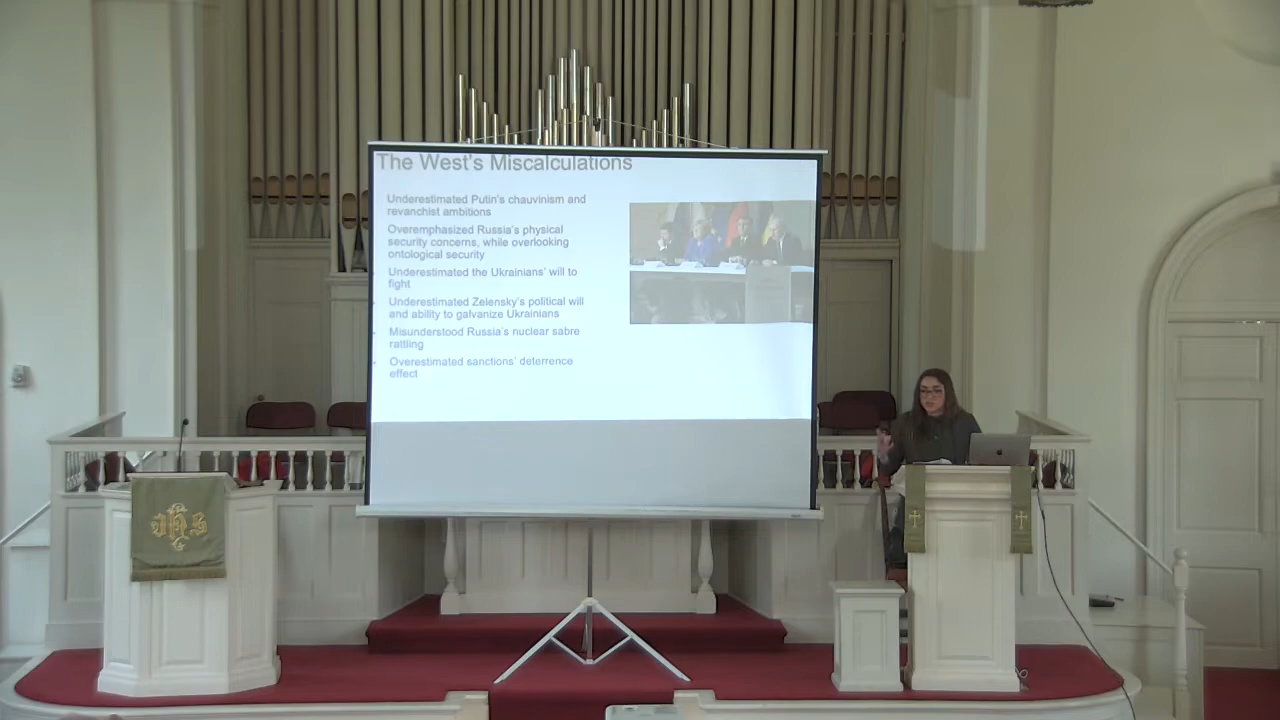 The West's Miscalculations
Underestimated Putin's chauvinism and
revanchist ambitions
Overemphasized Russia's physical
security concerns, while overlooking
ontological security
Underestimated the Ukrainians' will to
fight
Underestimated Zelensky's political will
and ability to galvanize Ukrainians
Misunderstood Russia's nuclear sabre
rattling
Overestimated sanctions' deterrence
effect
IHS